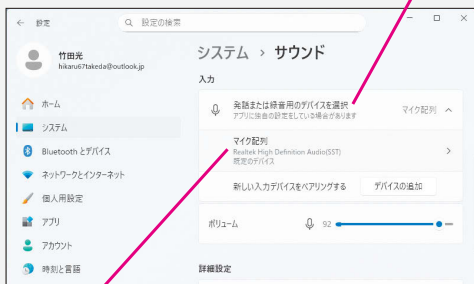 設定
設定の検索
竹田光
hikaru67takeda@outlook.jp
ホーム
システム
Bluetooth とデバイス
ネットワークとインターネット
個人用設定
アプリ
アカウント
時刻と言語
システム › サウンド
入力
発話または録音用のデバイスを選択
アプリに独自の設定をしている場合があります
マイク配列
マイク配列
Realtek High Definition Audio(SST)
既定のデバイス
新しい入力デバイスをペアリングする
デバイスの追加
ボリューム
92
詳細設定